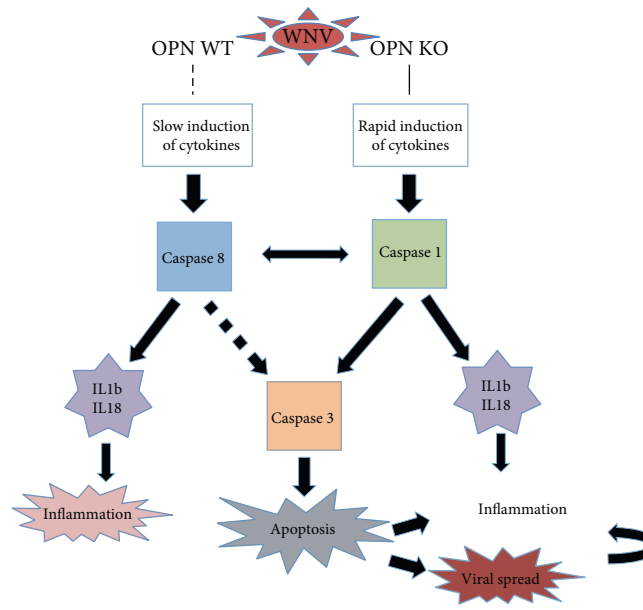 WNV
OPN WT
OPN KO
Slow induction
of cytokines
Rapid induction
of cytokines
Caspase 8
Caspase 1
IL1b
IL18
Caspase 3
IL1b
IL18
Inflammation
Apoptosis
Inflammation
Viral spread